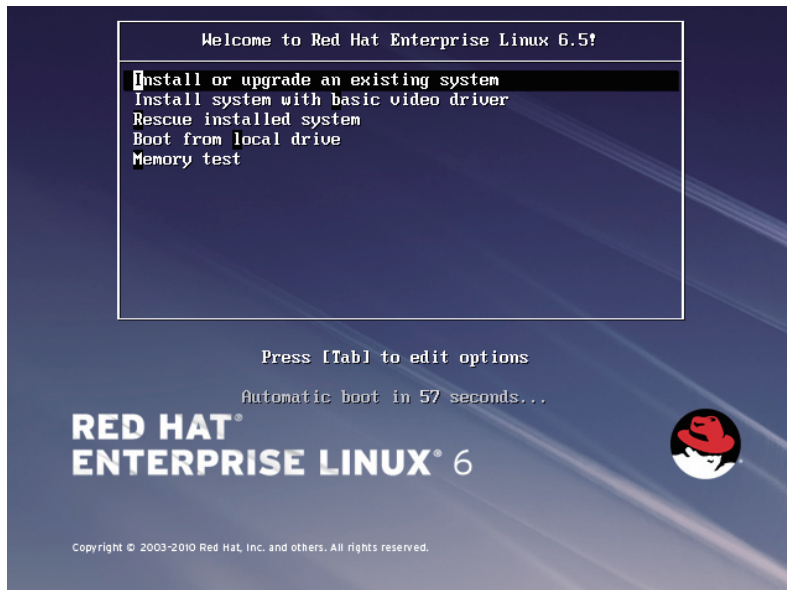 Welcome to Red Hat Enterprise Linux 6.5!
Install or upgrade an existing system
Install system with basic video driver
Rescue installed system
Boot from local drive
Memory test
Press [Tab] to edit options
Automatic boot in 57 seconds...
RED HAT®
ENTERPRISE LINUX® 6
Copyright © 2003-2010 Red Hat, Inc. and others. All rights reserved.